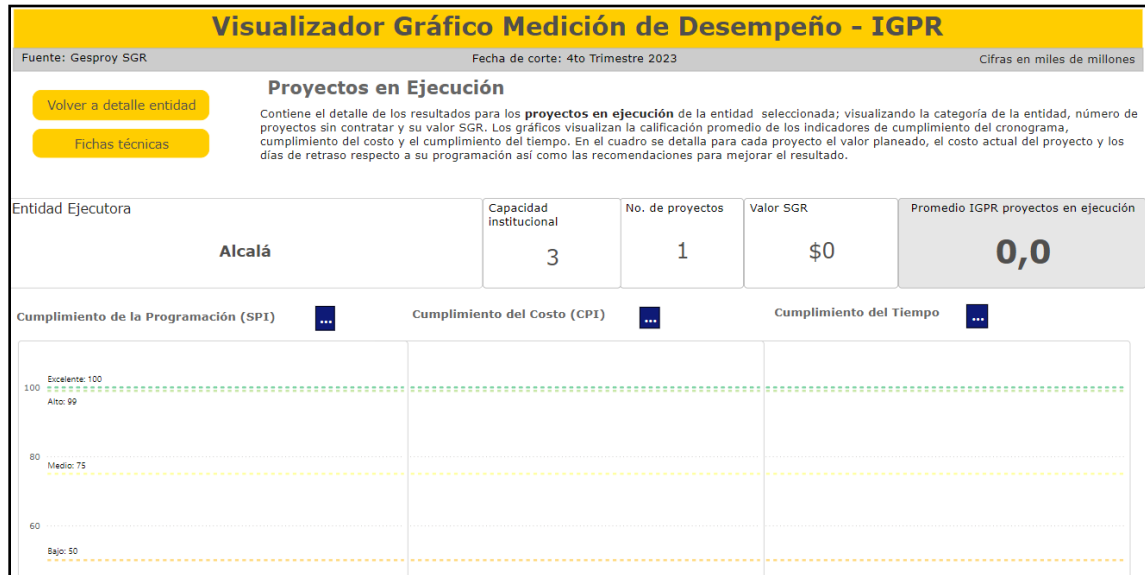 Visualizador Gráfico Medición de Desempeño - IGPR
Fuente: Gesproy SGR
Fecha de corte: 4to Trimestre 2023
Cifras en miles de millones
Volver a detalle entidad
Fichas técnicas
Proyectos en Ejecución
Contiene el detalle de los resultados para los proyectos en ejecución de la entidad seleccionada; visualizando la categoría de la entidad, número de
proyectos sin contratar y su valor SGR. Los gráficos visualizan la calificación promedio de los indicadores de cumplimiento del cronograma,
cumplimiento del costo y el cumplimiento del tiempo. En el cuadro se detalla para cada proyecto el valor planeado, el costo actual del proyecto y los
días de retraso respecto a su programación así como las recomendaciones para mejorar el resultado.
Entidad Ejecutora
Alcalá
Capacidad
institucional
3
No. de proyectos
1
Valor SGR
$0
Promedio IGPR proyectos en ejecución
0,0
Cumplimiento de la Programación (SPI)
...
Cumplimiento del Costo (CPI)
...
Cumplimiento del Tiempo
...
Excelente: 100
100
Alto: 99
80
Medio: 75
60
Bajo: 50